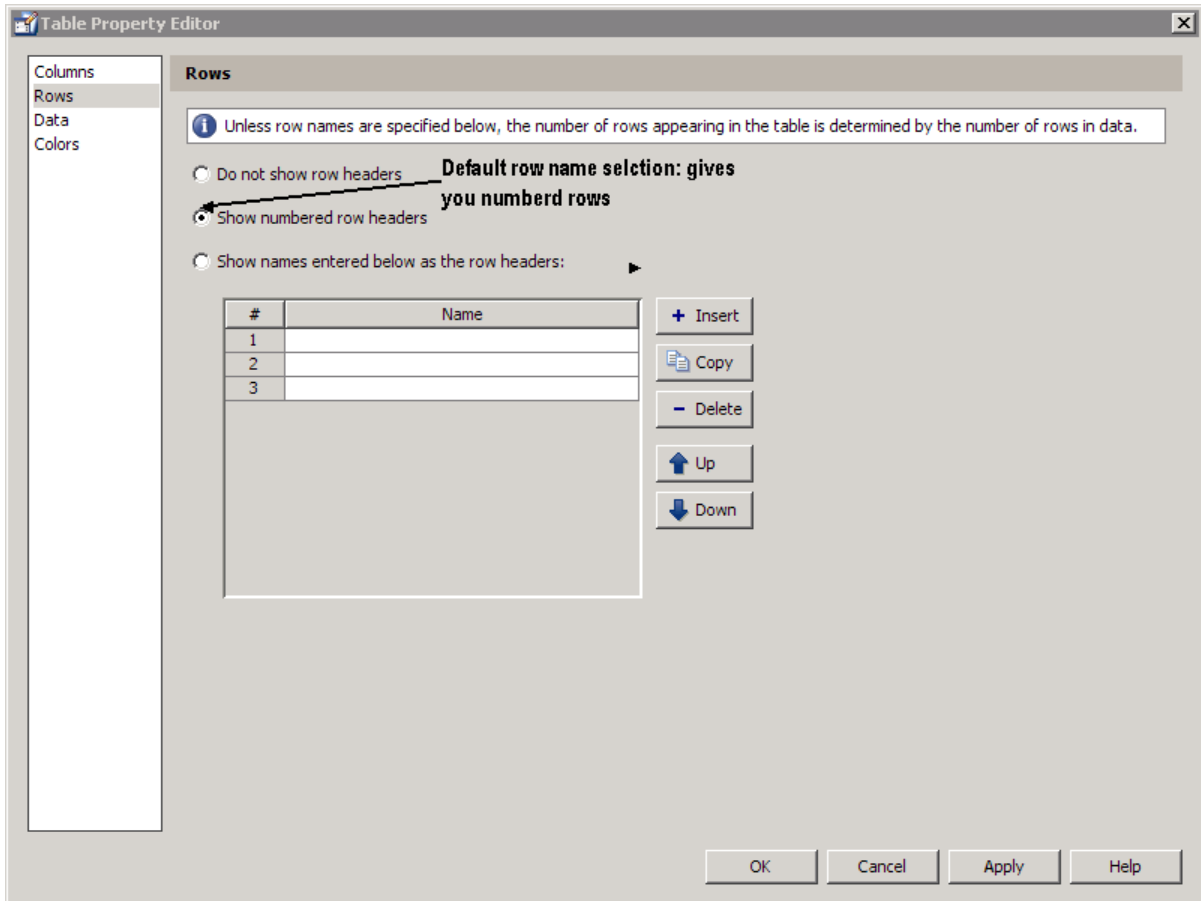 Table Property Editor
Columns
Rows
Data
Colors
Rows
Unless row names are specified below, the number of rows appearing in the table is determined by the number of rows in data.
Do not show row headers
Default row name selction: gives
you numberd rows
Show numbered row headers
Show names entered below as the row headers:
# Name
1
2
3
+ Insert
Copy
- Delete
Up
Down
OK Cancel Apply Help